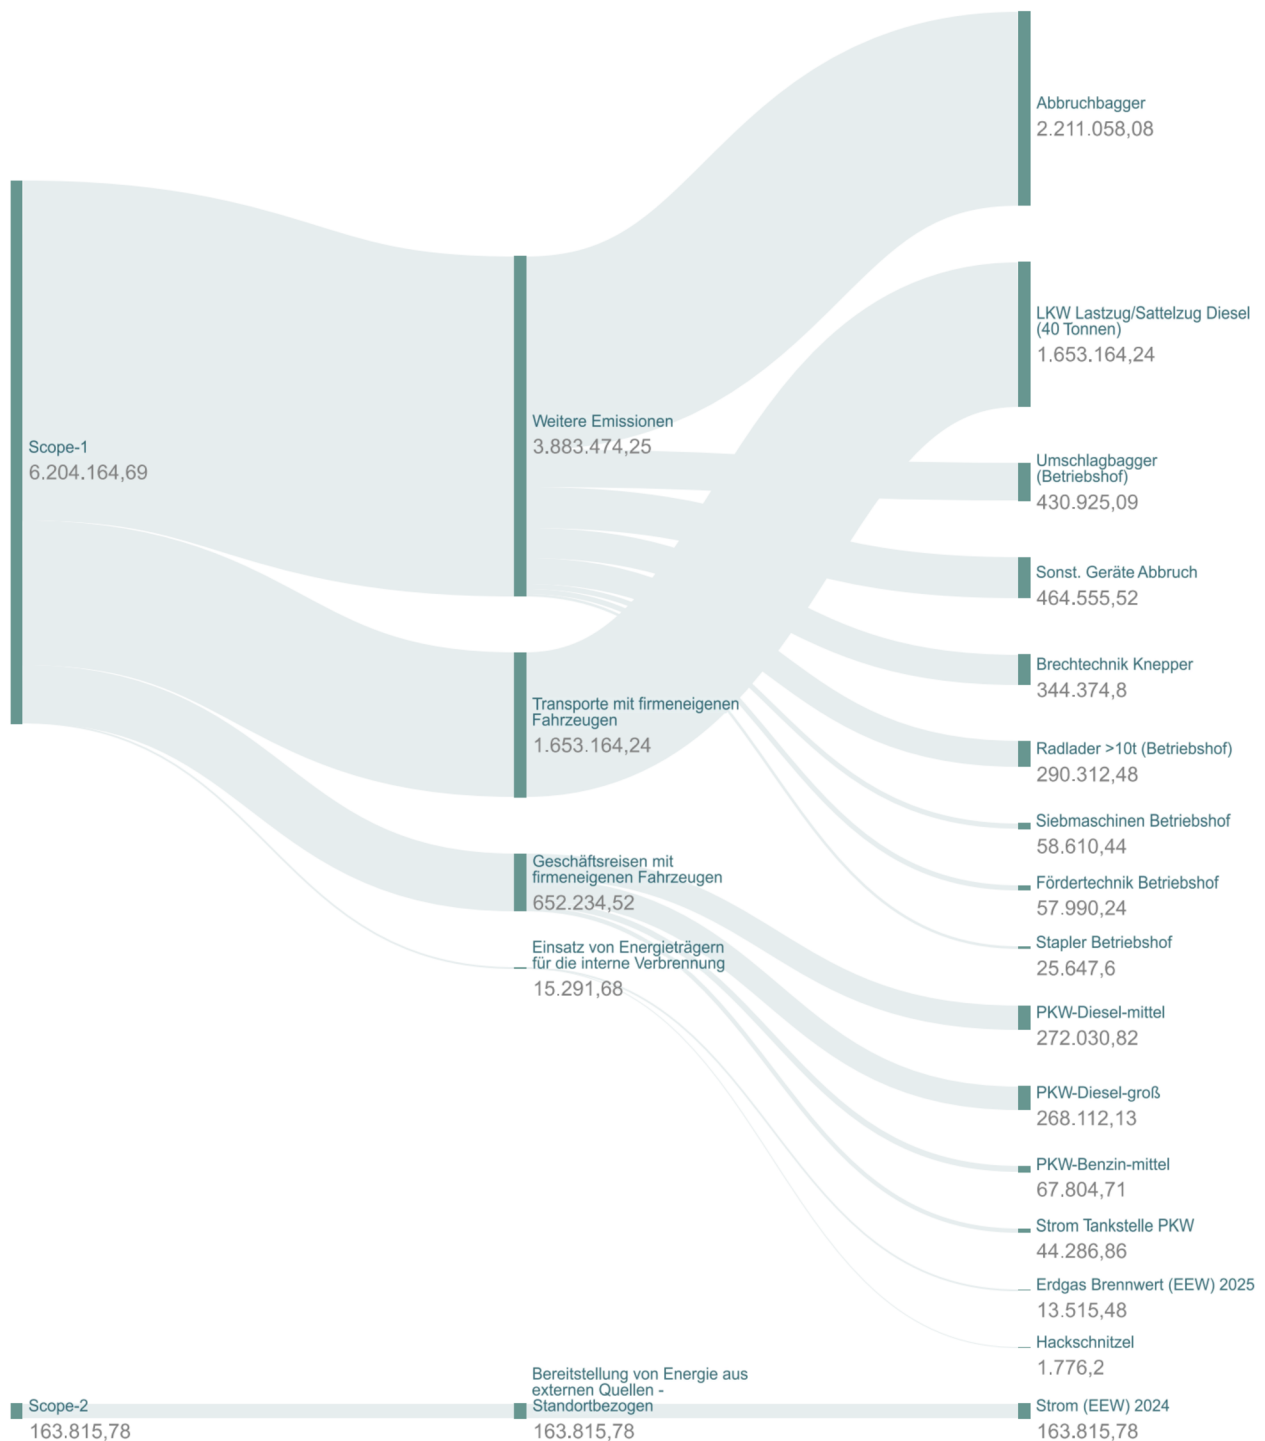 Scope-1
6.204.164,69
Scope-2
163.815,78
Weitere Emissionen
3.883.474,25
Transporte mit firmeneigenen
Fahrzeugen
1.653.164,24
Geschäftsreisen mit
firmeneigenen Fahrzeugen
652.234,52
Einsatz von Energieträgern
für die interne Verbrennung
15.291,68
Bereitstellung von Energie aus
externen Quellen -
Standortbezogen
163.815,78
Abbruchbagger
2.211.058,08
LKW Lastzug/Sattelzug Diesel
(40 Tonnen)
1.653.164,24
Umschlagbagger
(Betriebshof)
430.925,09
Sonst. Geräte Abbruch
464.555,52
Brechtechnik Knepper
344.374,8
Radlader >10t (Betriebshof)
290.312,48
Siebmaschinen Betriebshof
58.610,44
Fördertechnik Betriebshof
57.990,24
Stapler Betriebshof
25.647,6
PKW-Diesel-mittel
272.030,82
PKW-Diesel-groß
268.112,13
PKW-Benzin-mittel
67.804,71
Strom Tankstelle PKW
44.286,86
Erdgas Brennwert (EEW) 2025
13.515,48
Hackschnitzel
1.776,2
Strom (EEW) 2024
163.815,78